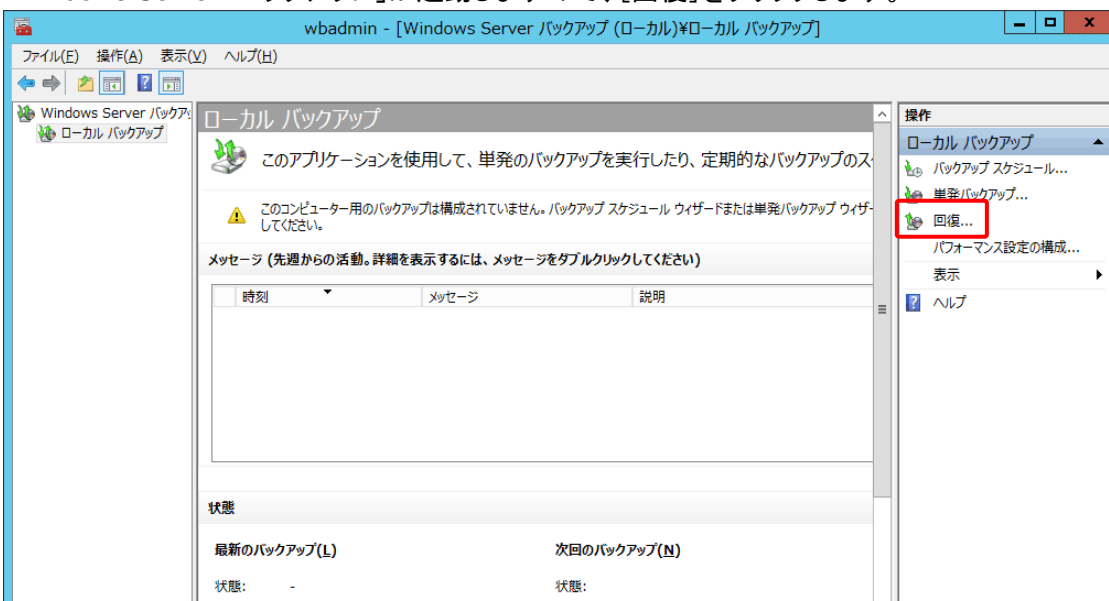 wbadmin - [Windows Server バックアップ (ローカル)¥ローカル バックアップ]
ファイル(F) 操作(A) 表示(V) ヘルプ(H)
Windows Server バックア
ローカル バックアップ
ローカル バックアップ
このアプリケーションを使用して、単発のバックアップを実行したり、定期的なバックアップのス
このコンピューター用のバックアップは構成されていません。バックアップ スケジュール ウィザードまたは単発バックアップ ウィザー
してください。
メッセージ (先週からの活動。詳細を表示するには、メッセージをダブルクリックしてください)
時刻 メッセージ 説明
状態
最新のバックアップ(L) 次回のバックアップ(N)
状態: - 状態:
操作
ローカル バックアップ
バックアップ スケジュール...
単発バックアップ...
回復...
パフォーマンス設定の構成...
表示
ヘルプ